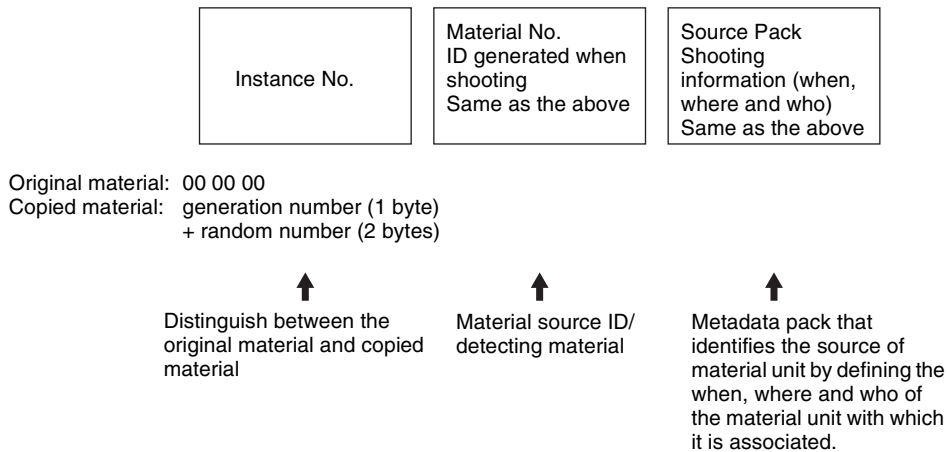 Instance No.
Material No.
ID generated when
shooting
Same as the above
Source Pack
Shooting
information (when,
where and who)
Same as the above
Original material: 00 00 00
Copied material: generation number (1 byte)
+ random number (2 bytes)
Distinguish between the
original material and copied
material
Material source ID/
detecting material
Metadata pack that
identifies the source of
material unit by defining the
when, where and who of
the material unit with which
it is associated.